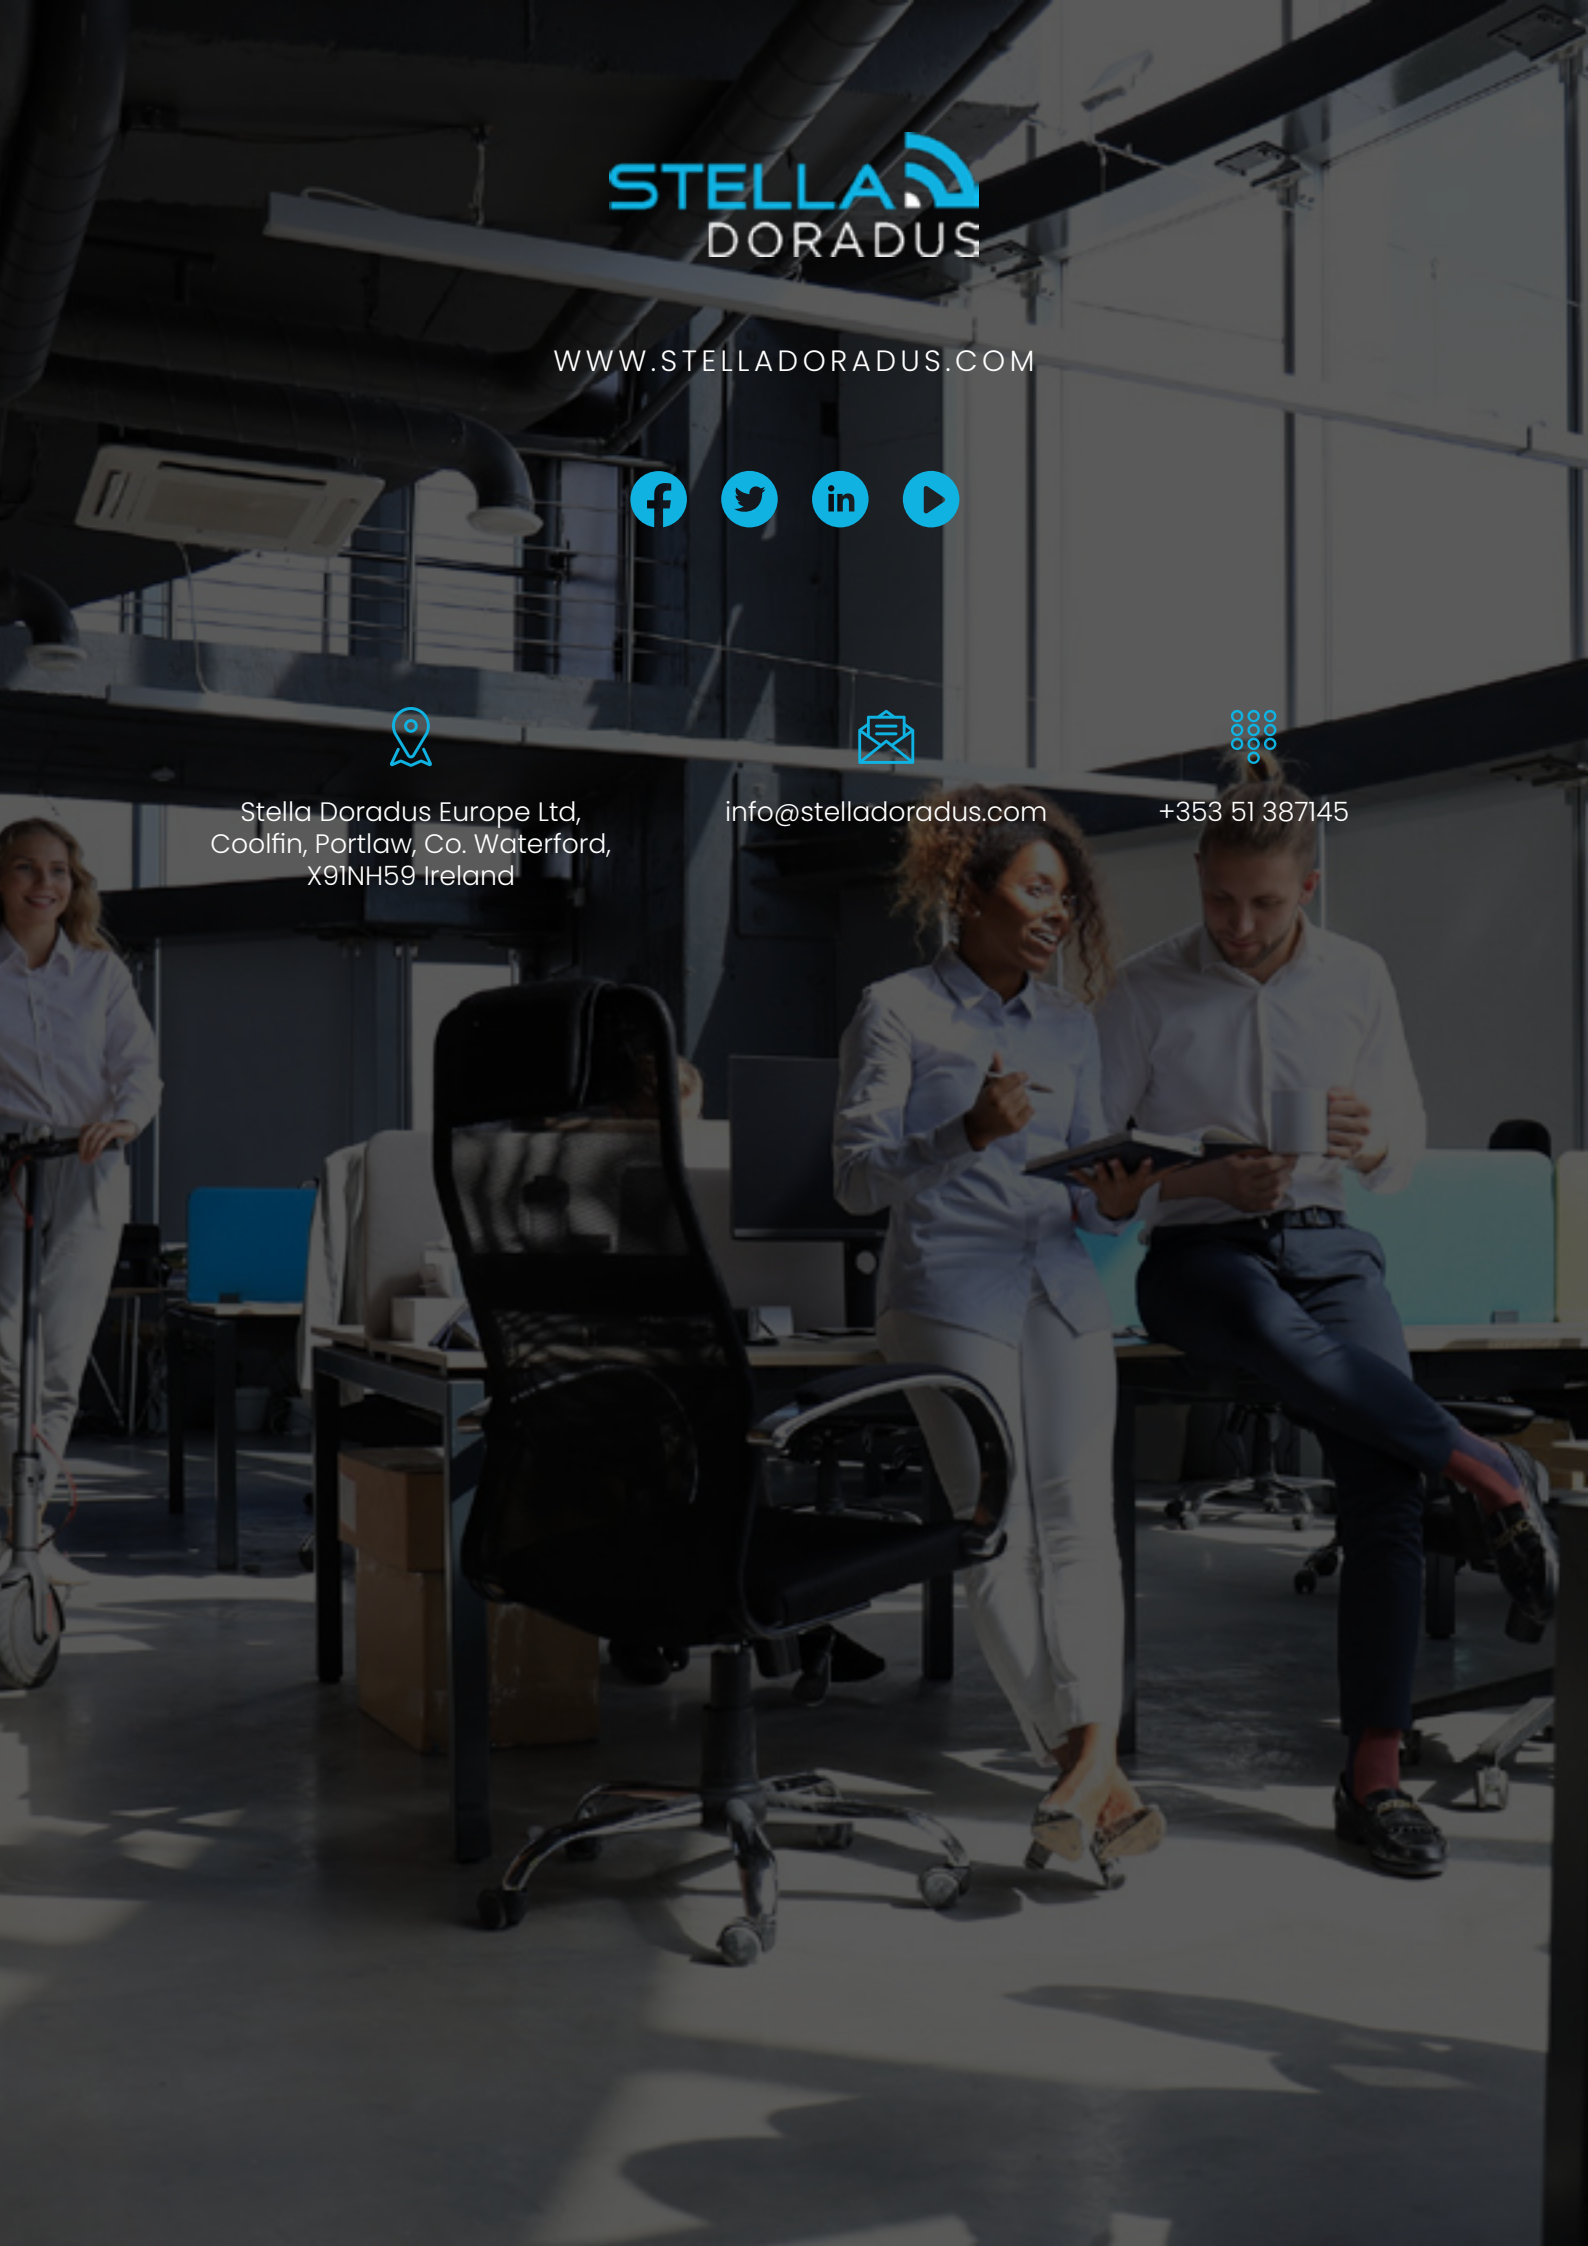 STELLA
DORADUS
WWW.STELLADORADUS.COM
Stella Doradus Europe Ltd,
Coolfin, Portlaw, Co. Waterford,
X91NH59 Ireland
info@stelladoradus.com
+353 51 387145